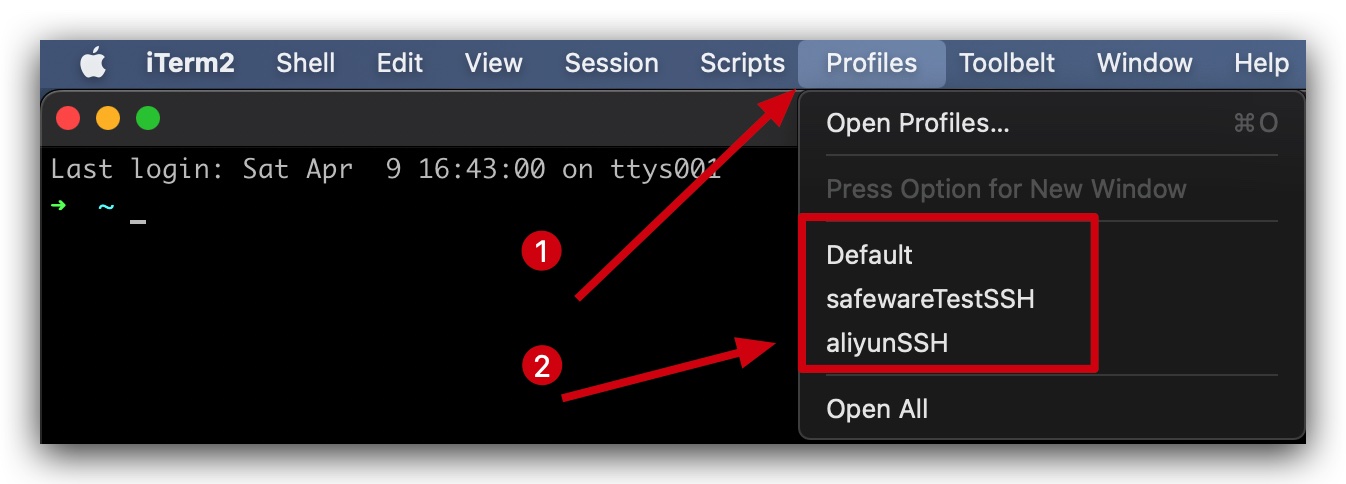 iTerm2 Shell Edit View Session Scripts Profiles Toolbelt Window Help
Last login: Sat Apr  9 16:43:00 on ttys001
➜  ~ _
1
2
Open Profiles... ⌘O
Press Option for New Window
Default
safewareTestSSH
aliyunSSH
Open All